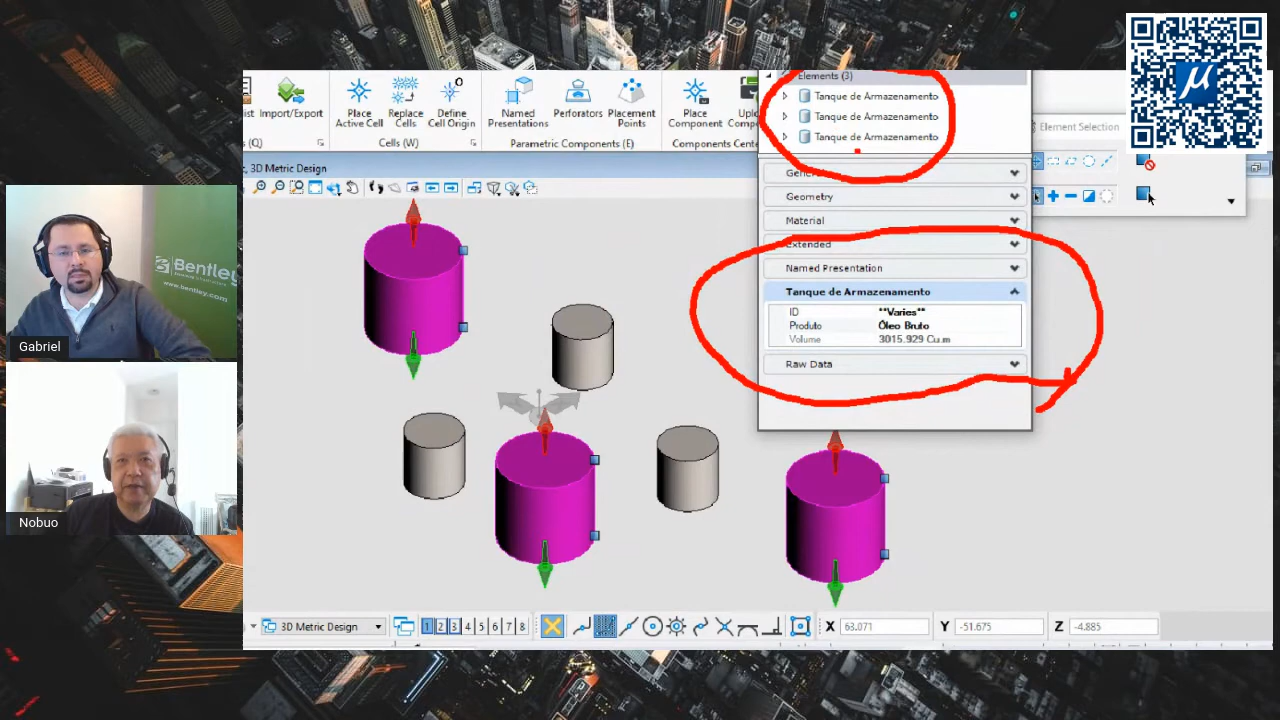 Import/Export
Place Active Cell
Replace Cells
Define Cell Origin
Named Presentations
Perforators
Placement Points
Place Component
(Q)
Cells (W)
Parametric Components (E)
Components Cent
3D Metric Design
Elements (3)
Tanque de Armazenamento
Tanque de Armazenamento
Tanque de Armazenamento
Element Selection
Geometry
Material
Extended
Named Presentation
Tanque de Armazenamento
ID **Varies**
Produto Óleo Bruto
Volume 3015.929 Cu.m
Raw Data
Bentley
www.bentley.com
Gabriel
Nobuo
3D Metric Design
1 2 3 4 5 6 7 8
X 63.071 Y -51.675 Z -4.885
µ